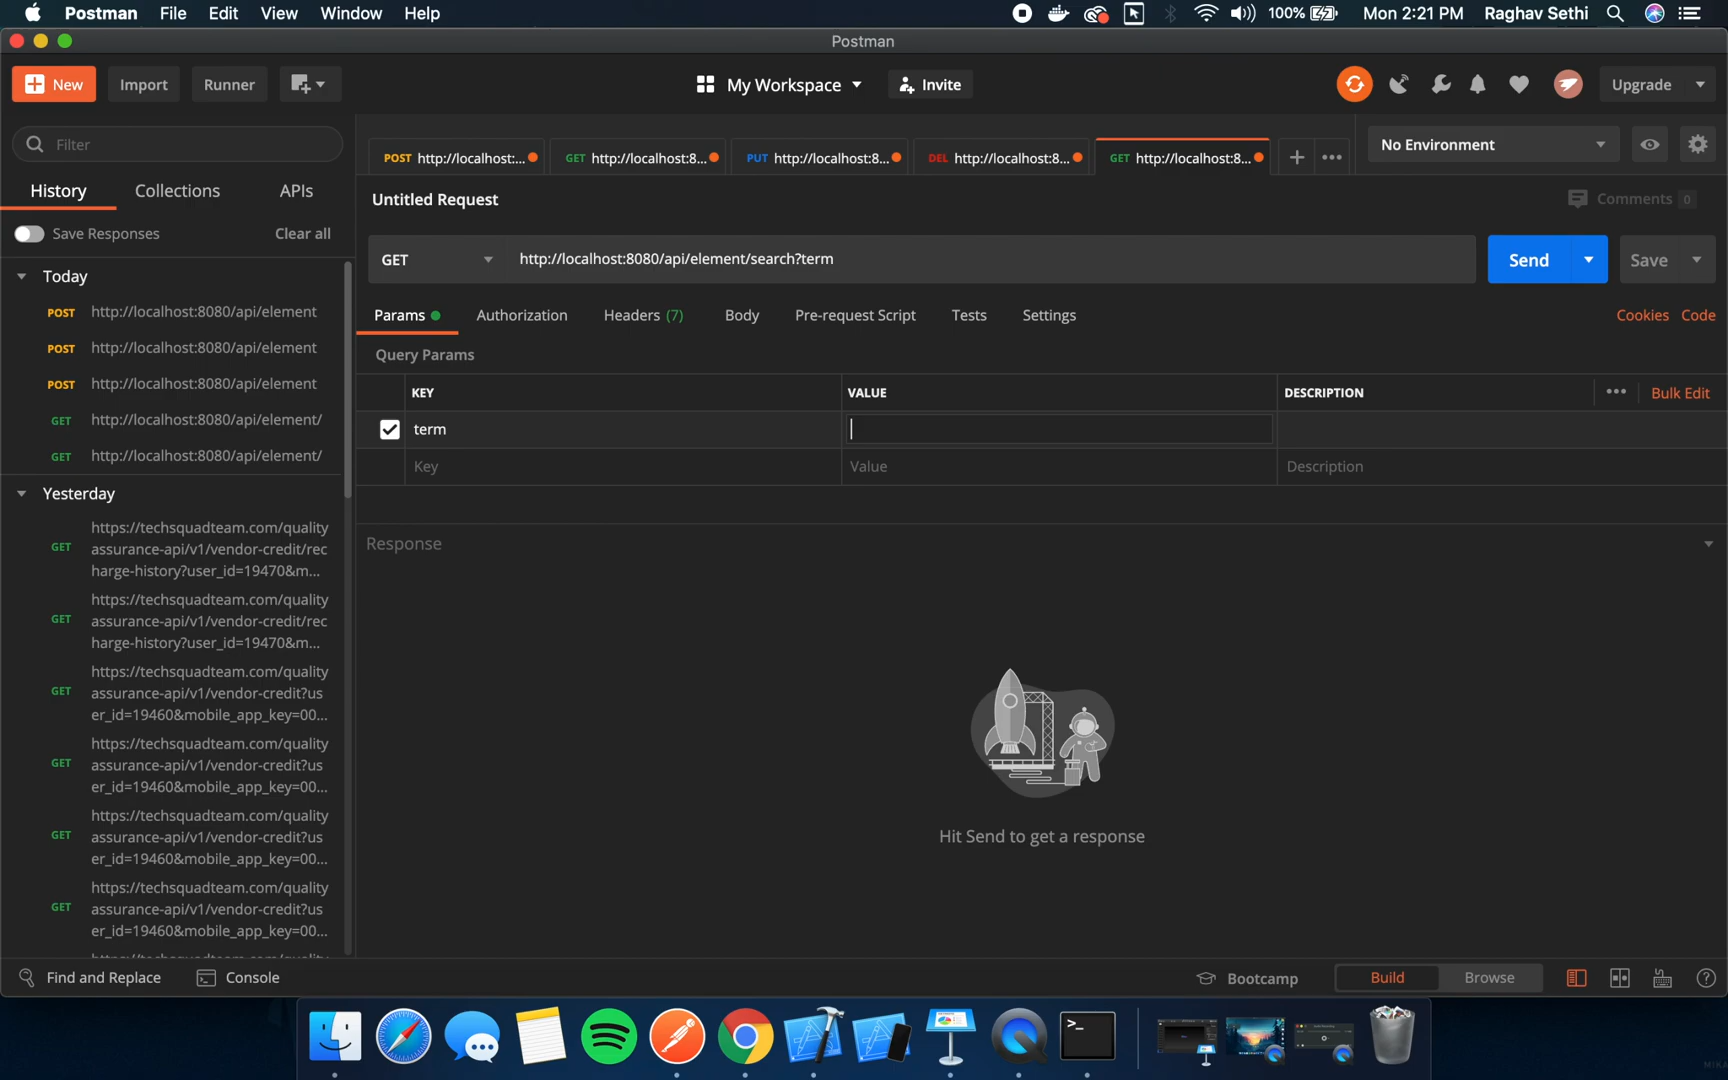 Postman File Edit View Window Help 100% Mon 2:21 PM Raghav Sethi
Postman
New Import Runner My Workspace Invite Upgrade
Filter
POST http://localhost:... GET http://localhost:8... PUT http://localhost:8... DEL http://localhost:8... GET http://localhost:8... No Environment
History Collections APIs
Untitled Request Comments 0
Save Responses Clear all
GET http://localhost:8080/api/element/search?term Send Save
Today
POST http://localhost:8080/api/element
POST http://localhost:8080/api/element
POST http://localhost:8080/api/element
GET http://localhost:8080/api/element/
GET http://localhost:8080/api/element/
Params Authorization Headers (7) Body Pre-request Script Tests Settings Cookies Code
Query Params
KEY VALUE DESCRIPTION Bulk Edit
term
Key Value Description
Yesterday
GET https://techsquadteam.com/quality
assurance-api/v1/vendor-credit/rec
harge-history?user_id=19470&m...
GET https://techsquadteam.com/quality
assurance-api/v1/vendor-credit/rec
harge-history?user_id=19470&m...
GET https://techsquadteam.com/quality
assurance-api/v1/vendor-credit?us
er_id=19460&mobile_app_key=00...
GET https://techsquadteam.com/quality
assurance-api/v1/vendor-credit?us
er_id=19460&mobile_app_key=00...
GET https://techsquadteam.com/quality
assurance-api/v1/vendor-credit?us
er_id=19460&mobile_app_key=00...
GET https://techsquadteam.com/quality
assurance-api/v1/vendor-credit?us
er_id=19460&mobile_app_key=00...
Response
Hit Send to get a response
Find and Replace Console Bootcamp Build Browse